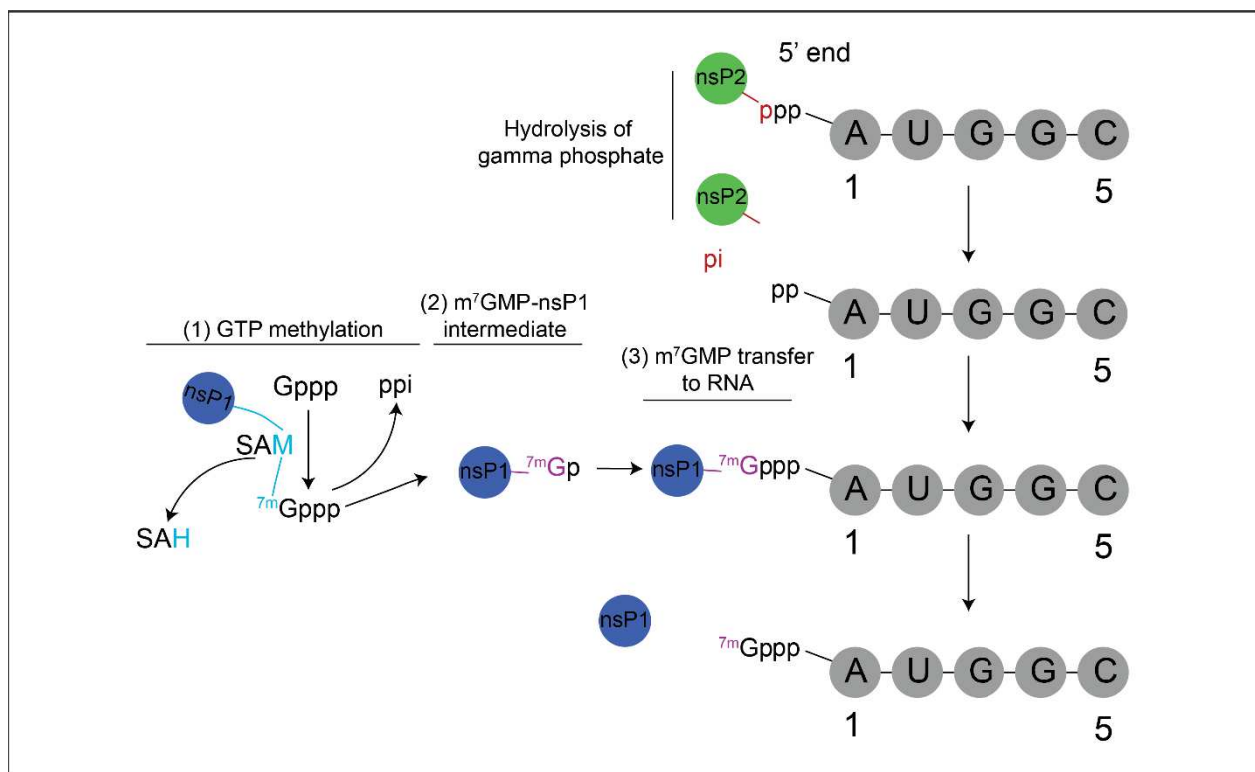 5' end
nsP2
ppp
A U G G C
1 5
Hydrolysis of
gamma phosphate
nsP2
pi
pp
A U G G C
1 5
(1) GTP methylation
(2) m⁷GMP-nsP1
intermediate
(3) m⁷GMP transfer
to RNA
nsP1
Gppp
ppi
SAM
⁷ᵐGppp
SAH
nsP1
⁷ᵐGp
nsP1
⁷ᵐGppp
A U G G C
1 5
nsP1
⁷ᵐGppp
A U G G C
1 5